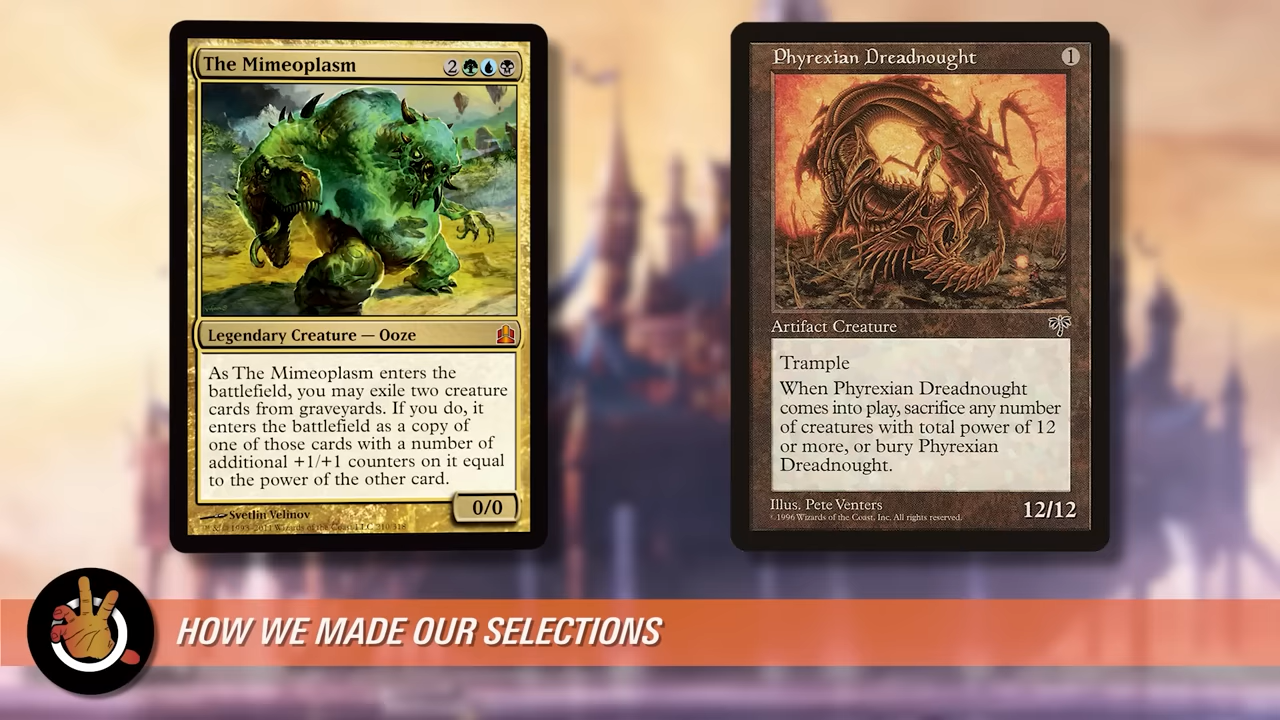 The Mimeoplasm
2
Legendary Creature — Ooze
As The Mimeoplasm enters the
battlefield, you may exile two creature
cards from graveyards. If you do, it
enters the battlefield as a copy of
one of those cards with a number of
additional +1/+1 counters on it equal
to the power of the other card.
0/0
Svetlin Velinov
Phyrexian Dreadnought
1
Artifact Creature
Trample
When Phyrexian Dreadnought
comes into play, sacrifice any number
of creatures with total power of 12
or more, or bury Phyrexian
Dreadnought.
Illus. Pete Venters
© 1996 Wizards of the Coast, Inc. All rights reserved.
12/12
HOW WE MADE OUR SELECTIONS